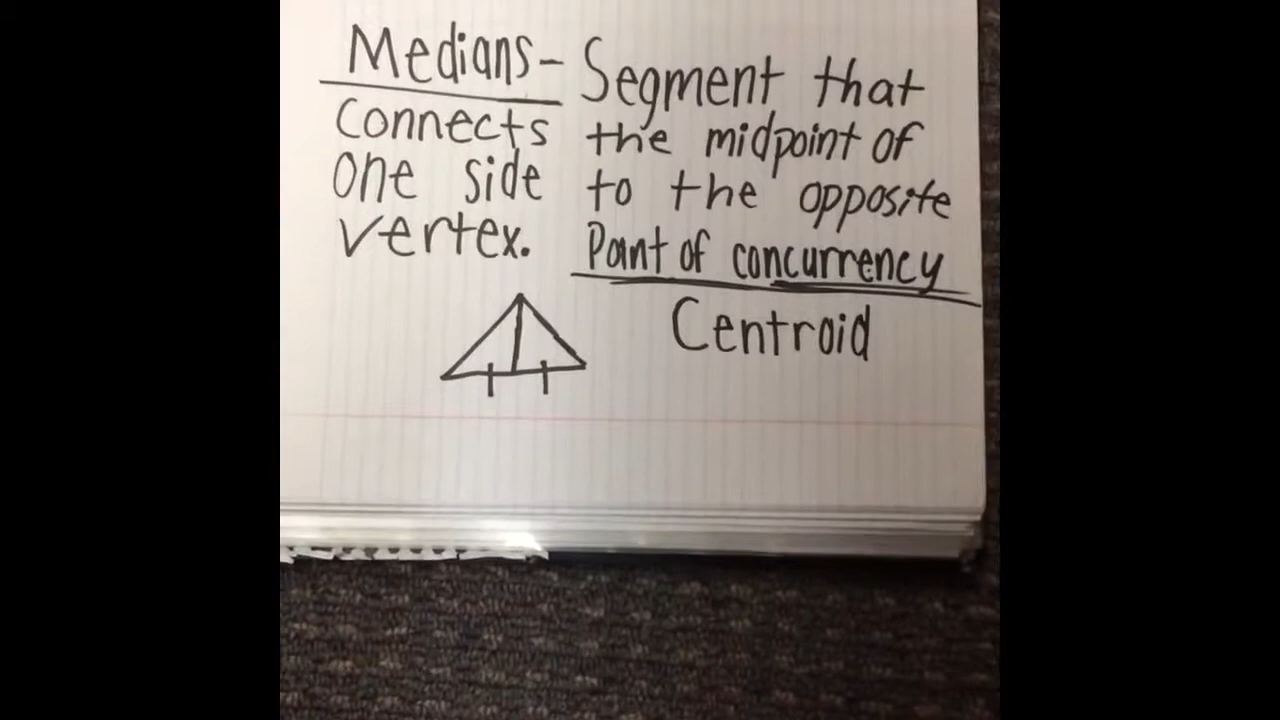 Medians- Segment that
connects the midpoint of
one side to the opposite
vertex.
Point of concurrency
Centroid